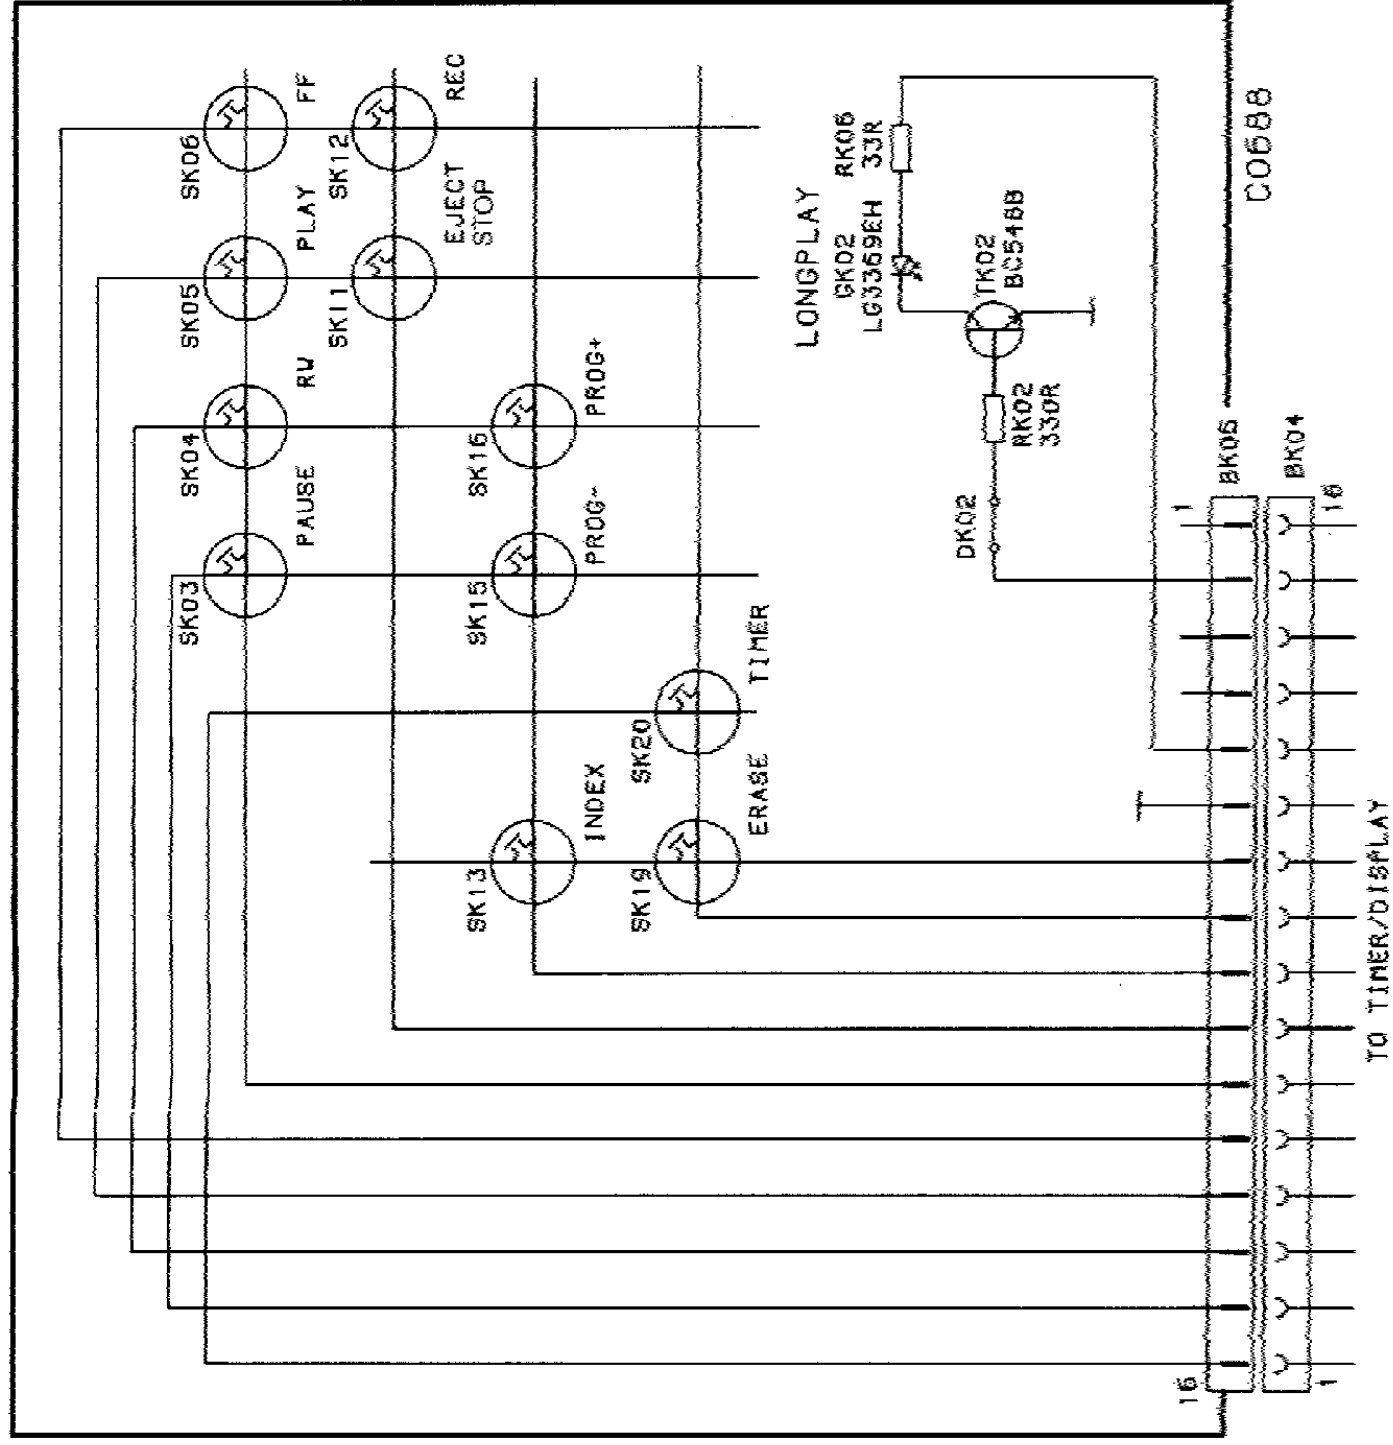 SK06
FF
SK12
REC
SK05
PLAY
SK11
EJECT
STOP
SK04
RW
SK16
PROG+
SK03
PAUSE
SK15
PROG-
SK20
TIMER
SK13
INDEX
SK19
ERASE
LONGPLAY
GK02
LG3369EH
RK06
33R
TK02
BC548B
RK02
330R
DK02
C0688
BK05
BK04
1
16
16
1
TO TIMER/DISPLAY